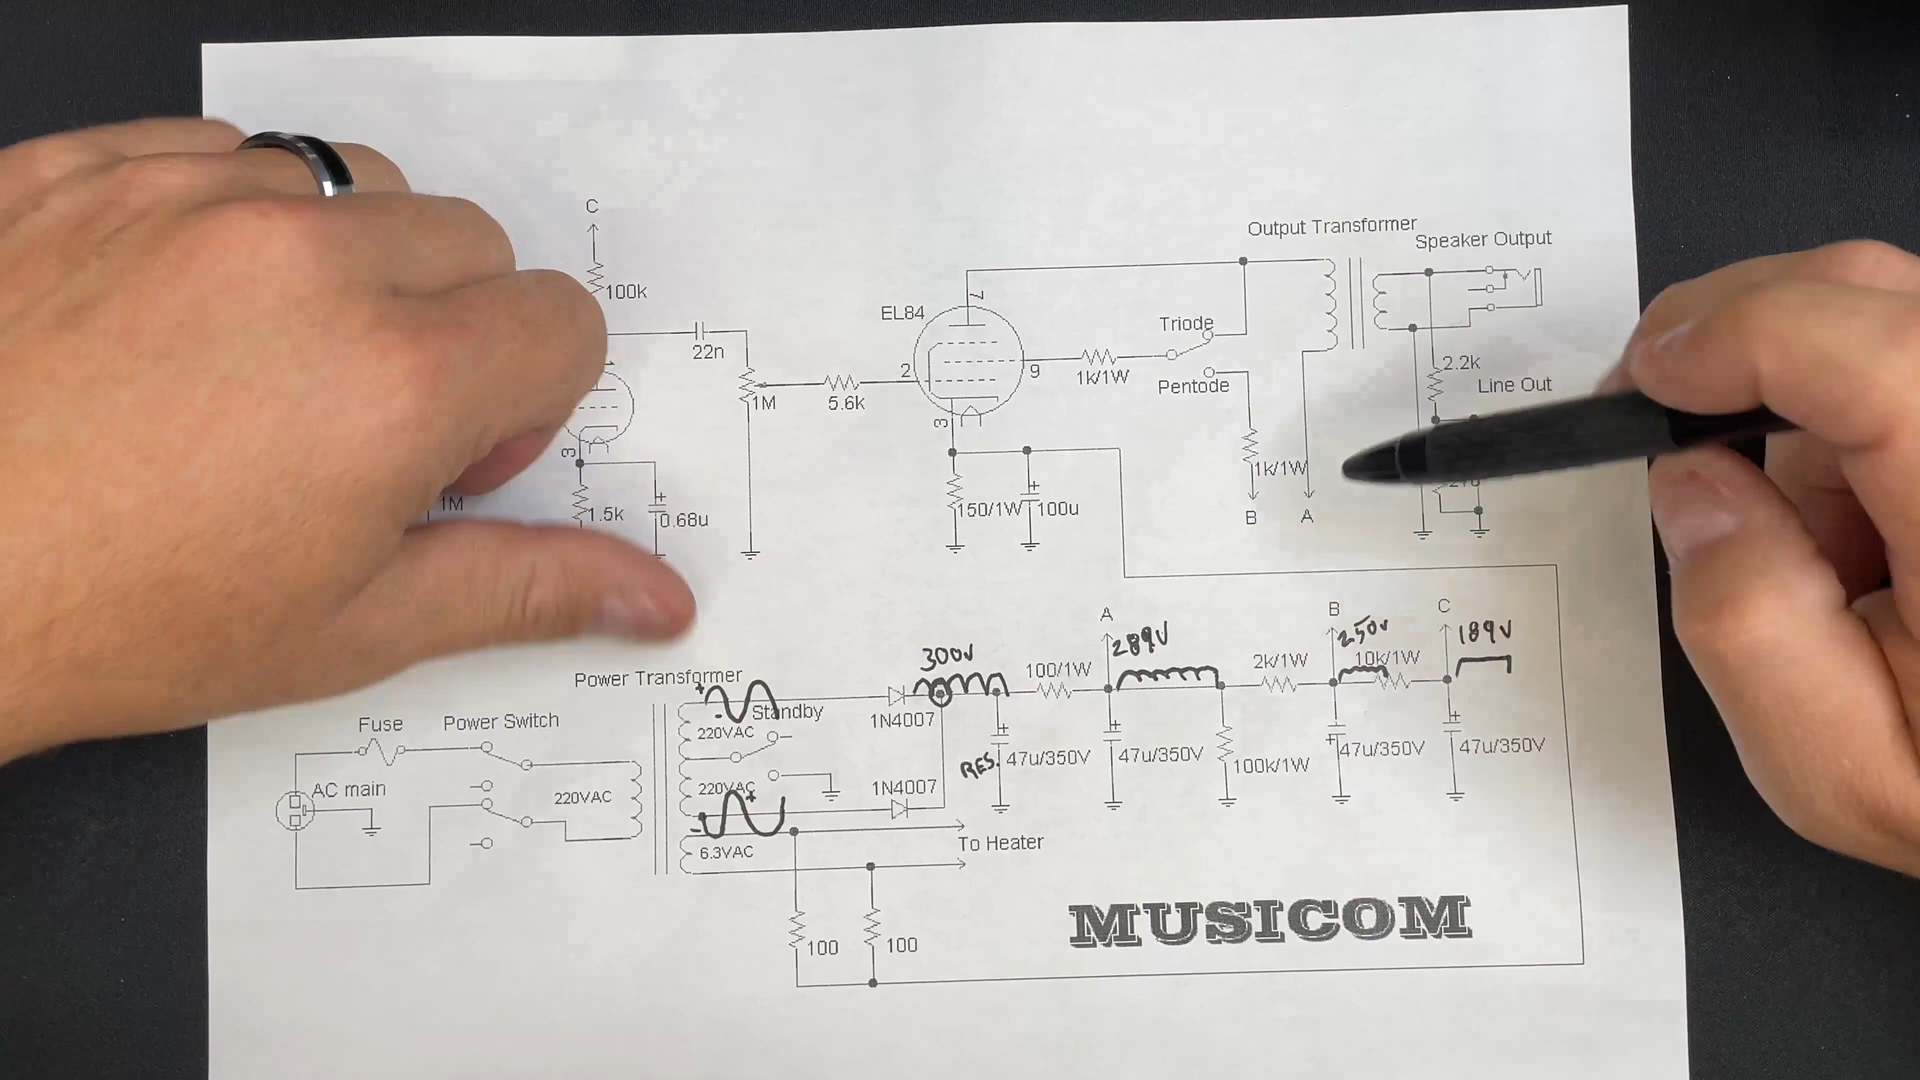 C
100k
22n
1M
5.6k
EL84
7
2
9
3
1k/1W
Triode
Pentode
Output Transformer
Speaker Output
2.2k
Line Out
1M
3
1.5k
0.68u
150/1W
100u
1k/1W
B
A
A
289V
B
250V
C
189V
300V
100/1W
2k/1W
10k/1W
Power Transformer
+
-
Standby
220VAC
1N4007
Fuse
Power Switch
AC main
220VAC
220VAC
+
-
1N4007
RES.
+
47u/350V
+
47u/350V
100k/1W
+
47u/350V
+
47u/350V
6.3VAC
To Heater
100
100
MUSICOM